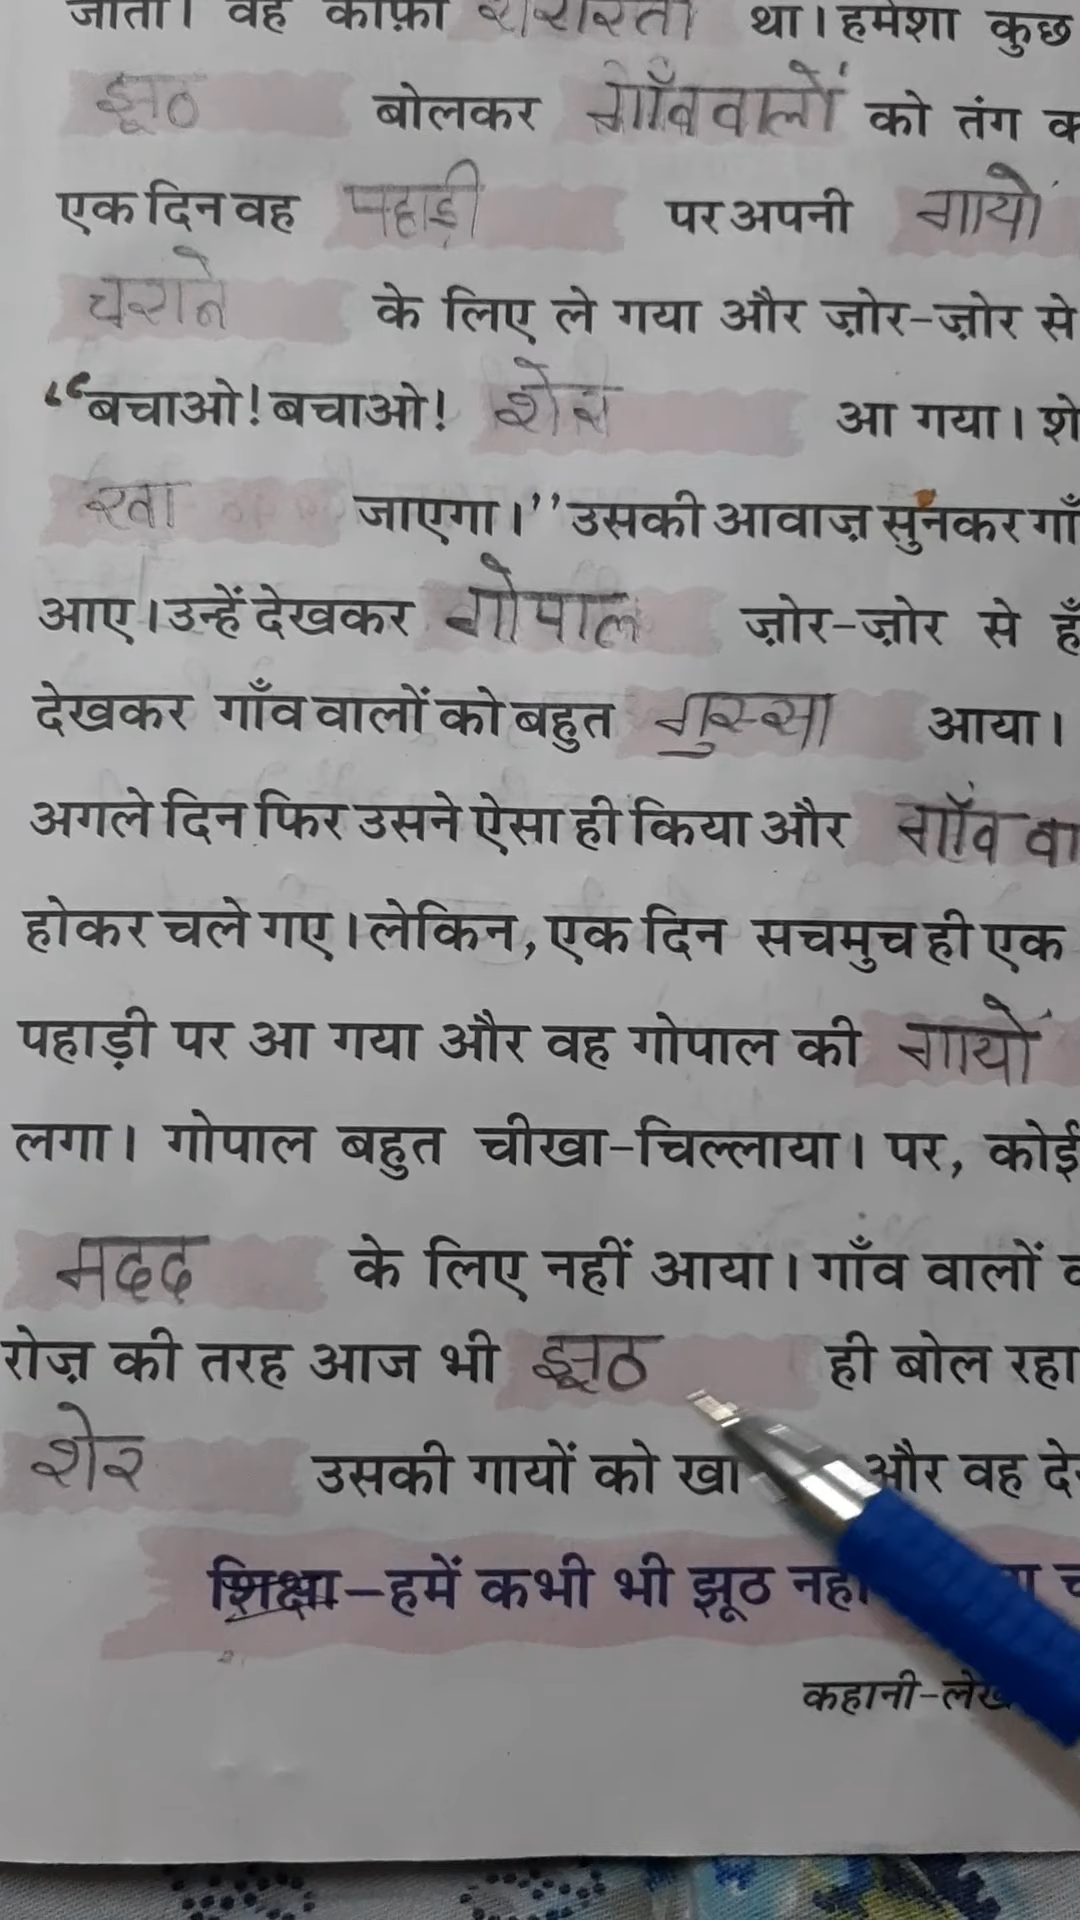 जाता। वह काफ़ी शरारती था। हमेशा कुछ
झूठ बोलकर गाँव वालों को तंग क
एक दिन वह पहाड़ी पर अपनी गायों
चराने के लिए ले गया और ज़ोर-ज़ोर से
“बचाओ! बचाओ! शेर आ गया। शे
खा जाएगा।” उसकी आवाज़ सुनकर गाँ
आए। उन्हें देखकर गोपाल ज़ोर-ज़ोर से हँ
देखकर गाँव वालों को बहुत गुस्सा आया।
अगले दिन फिर उसने ऐसा ही किया और गाँव वा
होकर चले गए। लेकिन, एक दिन सचमुच ही एक
पहाड़ी पर आ गया और वह गोपाल की गायों
लगा। गोपाल बहुत चीखा-चिल्लाया। पर, कोई
मदद के लिए नहीं आया। गाँव वालों
रोज़ की तरह आज भी झूठ ही बोल रहा
शेर उसकी गायों को खा और वह दे
शिक्षा-हमें कभी भी झूठ नही
कहानी-लेख